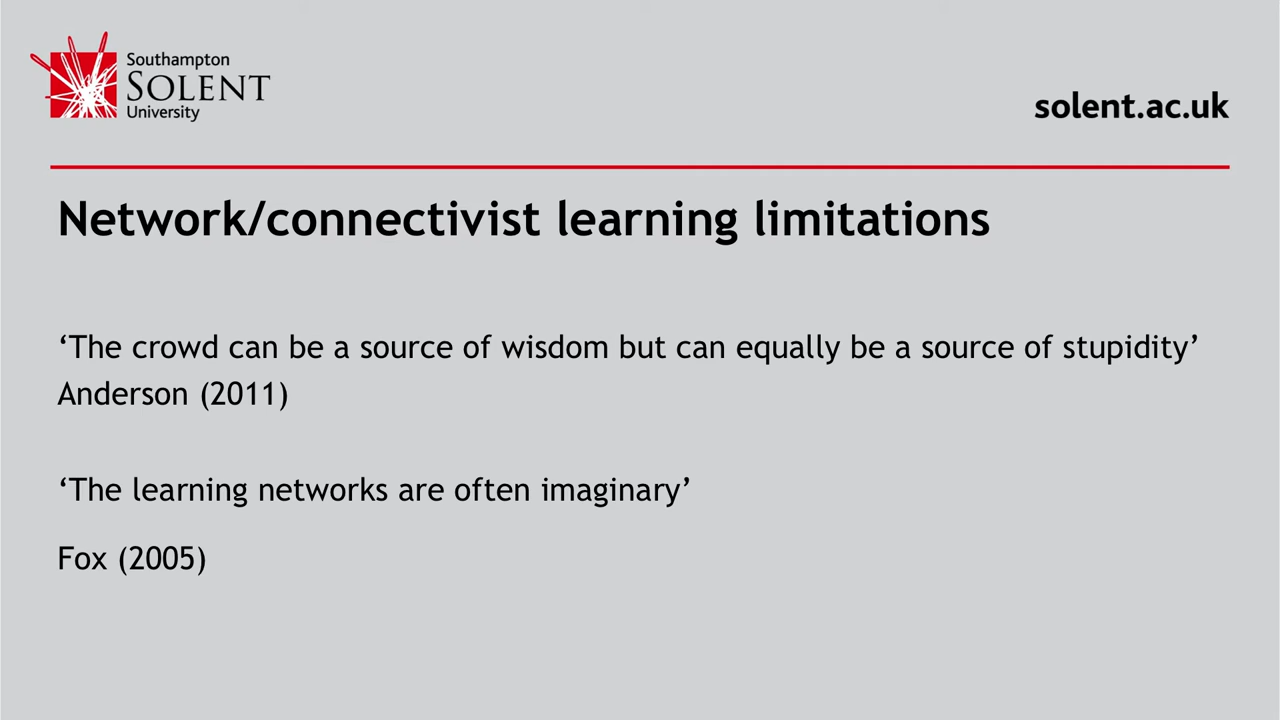 Southampton
SOLENT
University
solent.ac.uk
Network/connectivist learning limitations
‘The crowd can be a source of wisdom but can equally be a source of stupidity’
Anderson (2011)
‘The learning networks are often imaginary’
Fox (2005)